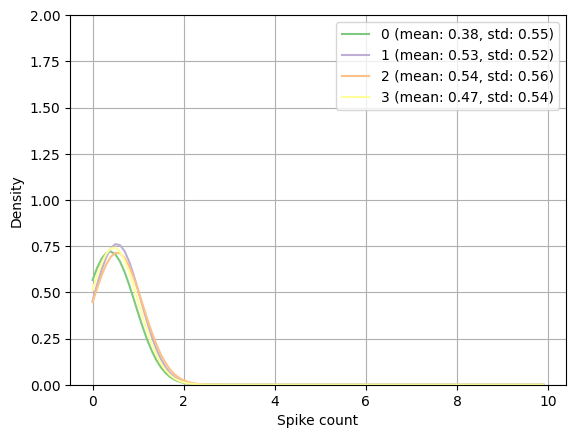 2.00
1.75
1.50
1.25
1.00
0.75
0.50
0.25
0.00
Density
0 (mean: 0.38, std: 0.55)
1 (mean: 0.53, std: 0.52)
2 (mean: 0.54, std: 0.56)
3 (mean: 0.47, std: 0.54)
0 2 4 6 8 10
Spike count